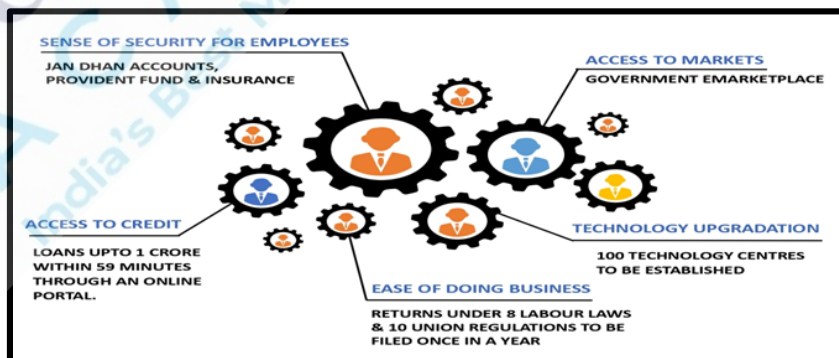 SENSE OF SECURITY FOR EMPLOYEES
JAN DHAN ACCOUNTS,
PROVIDENT FUND & INSURANCE
ACCESS TO MARKETS
GOVERNMENT EMARKETPLACE
ACCESS TO CREDIT
LOANS UPTO 1 CRORE
WITHIN 59 MINUTES
THROUGH AN ONLINE
PORTAL.
TECHNOLOGY UPGRADATION
100 TECHNOLOGY CENTRES
TO BE ESTABLISHED
EASE OF DOING BUSINESS
RETURNS UNDER 8 LABOUR LAWS
& 10 UNION REGULATIONS TO BE
FILED ONCE IN A YEAR
India's Best